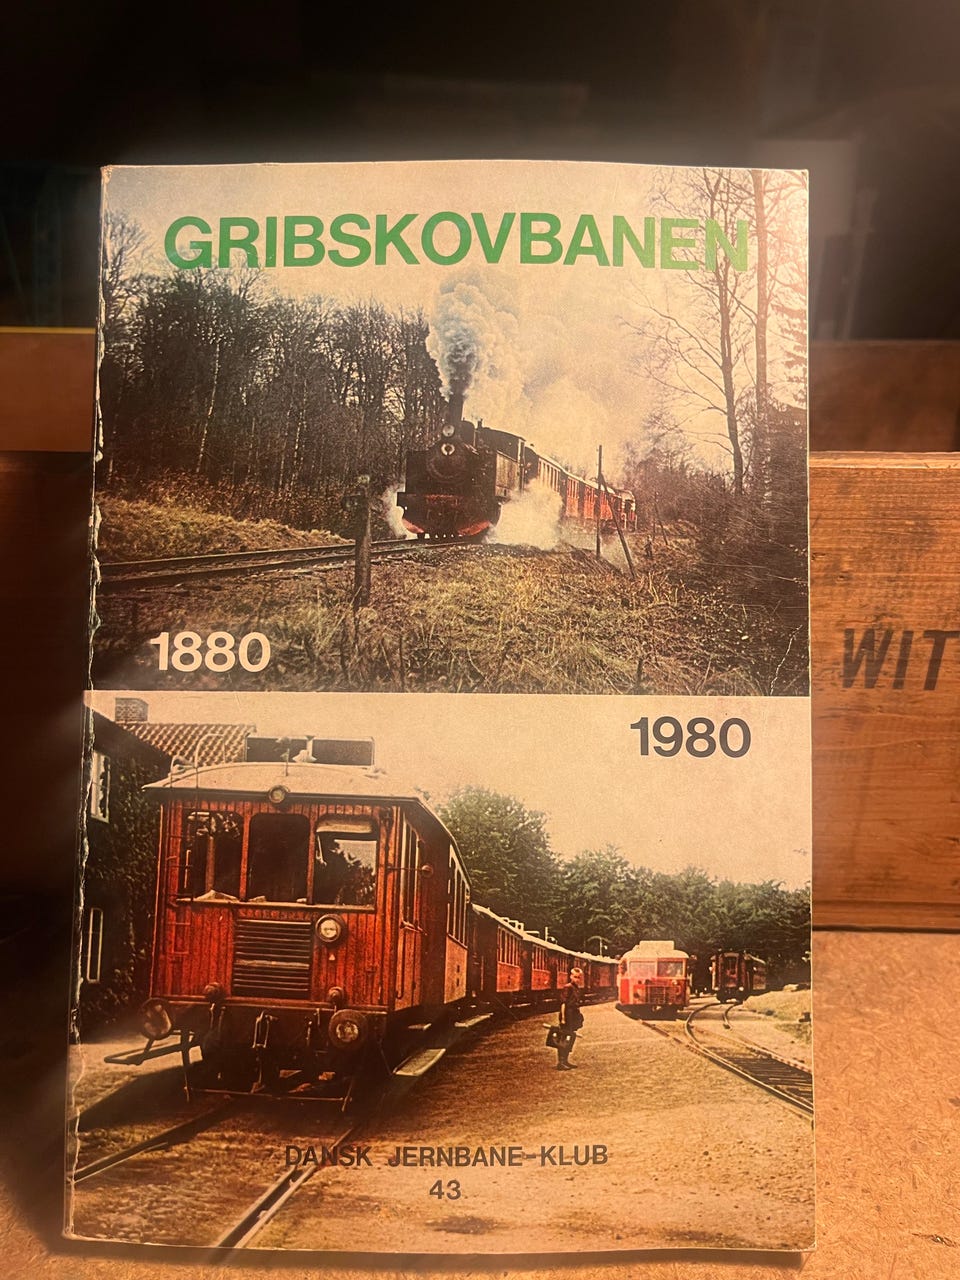 GRIBSKOVBANEN
1880
1980
WIT
DANSK JERNBANE-KLUB
43